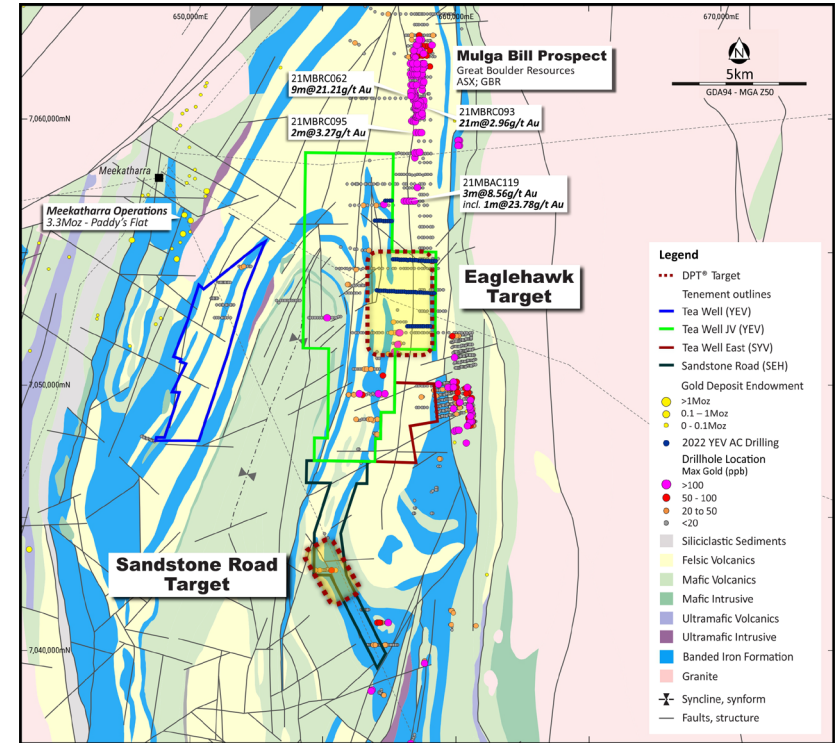 650,000mE
660,000mE
670,000mE
Mulga Bill Prospect
Great Boulder Resources
ASX; GBR
N
5km
GDA94 - MGA Z50
21MBRC062
9m@21.21g/t Au
21MBRC093
21m@2.96g/t Au
7,060,000mN
21MBRC095
2m@3.27g/t Au
Meekatharra
21MBAC119
3m@8.56g/t Au
incl. 1m@23.78g/t Au
Meekatharra Operations
3.3Moz - Paddy's Flat
Eaglehawk
Target
7,050,000mN
Sandstone Road
Target
7,040,000mN
Legend
DPT® Target
Tenement outlines
Tea Well (YEV)
Tea Well JV (YEV)
Tea Well East (SYV)
Sandstone Road (SEH)
Gold Deposit Endowment
>1Moz
0.1 – 1Moz
0 - 0.1Moz
2022 YEV AC Drilling
Drillhole Location
Max Gold (ppb)
>100
50 - 100
20 to 50
<20
Siliciclastic Sediments
Felsic Volcanics
Mafic Volcanics
Mafic Intrusive
Ultramafic Volcanics
Ultramafic Intrusive
Banded Iron Formation
Granite
Syncline, synform
Faults, structure